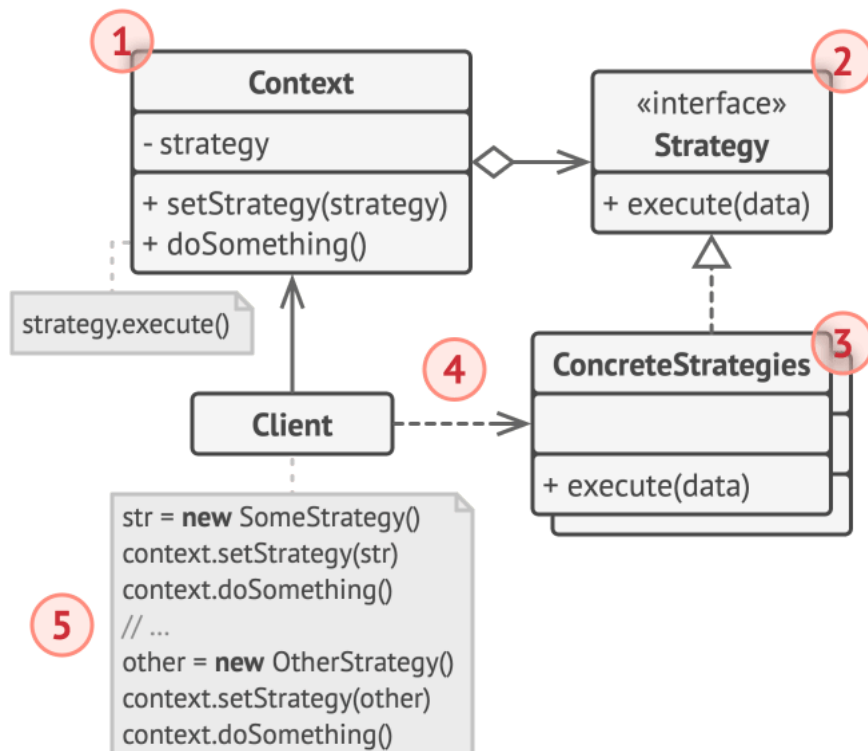 1
Context
- strategy
+ setStrategy(strategy)
+ doSomething()
strategy.execute()
2
«interface»
Strategy
+ execute(data)
3
ConcreteStrategies
+ execute(data)
4
Client
5
str = new SomeStrategy()
context.setStrategy(str)
context.doSomething()
// ...
other = new OtherStrategy()
context.setStrategy(other)
context.doSomething()